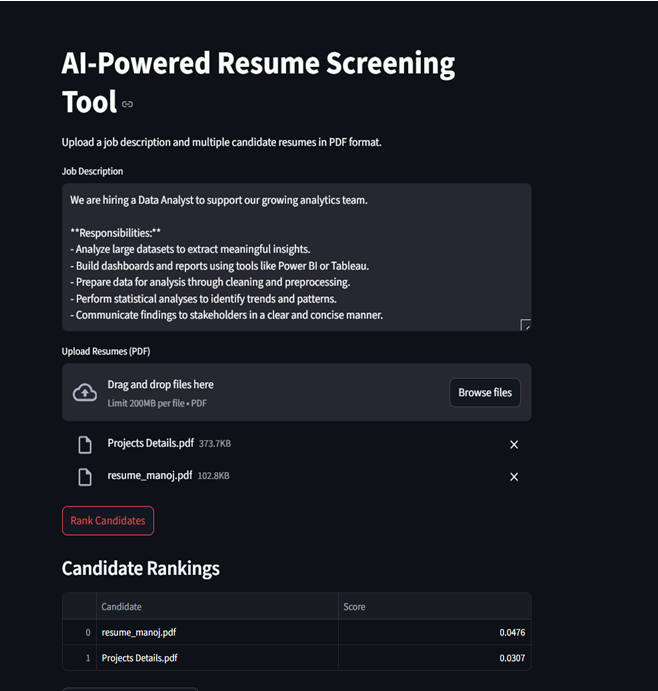 AI-Powered Resume Screening
Tool
Upload a job description and multiple candidate resumes in PDF format.
Job Description
We are hiring a Data Analyst to support our growing analytics team.
**Responsibilities:**
- Analyze large datasets to extract meaningful insights.
- Build dashboards and reports using tools like Power BI or Tableau.
- Prepare data for analysis through cleaning and preprocessing.
- Perform statistical analyses to identify trends and patterns.
- Communicate findings to stakeholders in a clear and concise manner.
Upload Resumes (PDF)
Drag and drop files here
Limit 200MB per file • PDF
Browse files
Projects Details.pdf 373.7KB
resume_manoj.pdf 102.8KB
Rank Candidates
Candidate Rankings
Candidate Score
0 resume_manoj.pdf 0.0476
1 Projects Details.pdf 0.0307